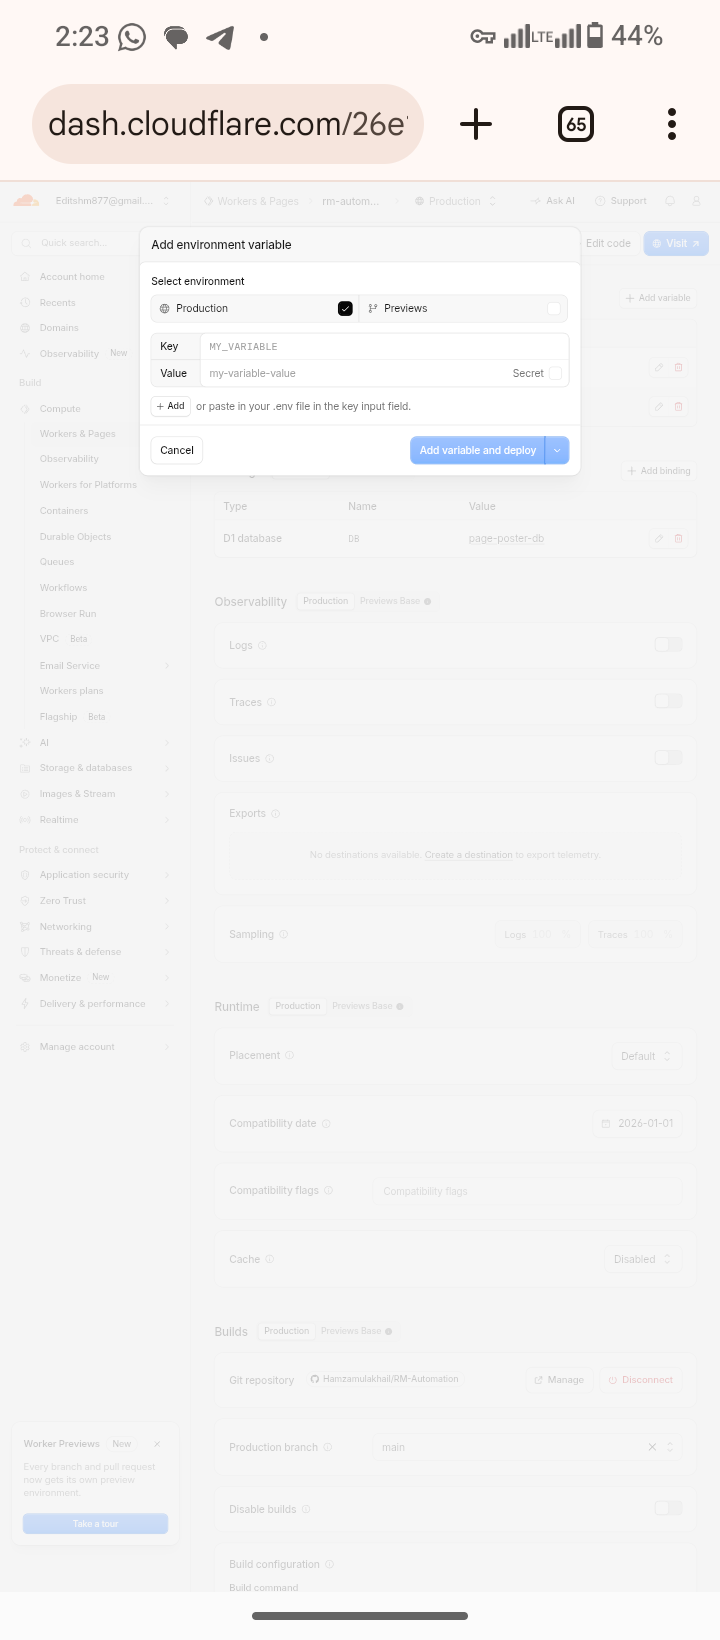 2:23
LTE
44%
dash.cloudflare.com/26e
65
Editshm877@gmail....
Workers & Pages
rm-autom...
Production
Ask AI
Support
Quick search...
Edit code
Visit
Add environment variable
Select environment
Production
Previews
Key
MY_VARIABLE
Value
my-variable-value
Secret
+ Add
or paste in your .env file in the key input field.
Cancel
Add variable and deploy
Account home
Recents
Domains
Observability New
Build
Compute
Workers & Pages
Observability
Workers for Platforms
Containers
Durable Objects
Queues
Workflows
Browser Run
VPC Beta
Email Service
Workers plans
Flagship Beta
AI
Storage & databases
Images & Stream
Realtime
Protect & connect
Application security
Zero Trust
Networking
Threats & defense
Monetize New
Delivery & performance
Manage account
Worker Previews New
Every branch and pull request
now gets its own preview
environment.
Take a tour
+ Add variable
+ Add binding
Type Name Value
D1 database DB page-poster-db
Observability Production Previews Base
Logs
Traces
Issues
Exports
No destinations available. Create a destination to export telemetry.
Sampling Logs 100 % Traces 100 %
Runtime Production Previews Base
Placement Default
Compatibility date 2026-01-01
Compatibility flags Compatibility flags
Cache Disabled
Builds Production Previews Base
Git repository Hamzamulakhail/RM-Automation Manage Disconnect
Production branch main
Disable builds
Build configuration
Build command